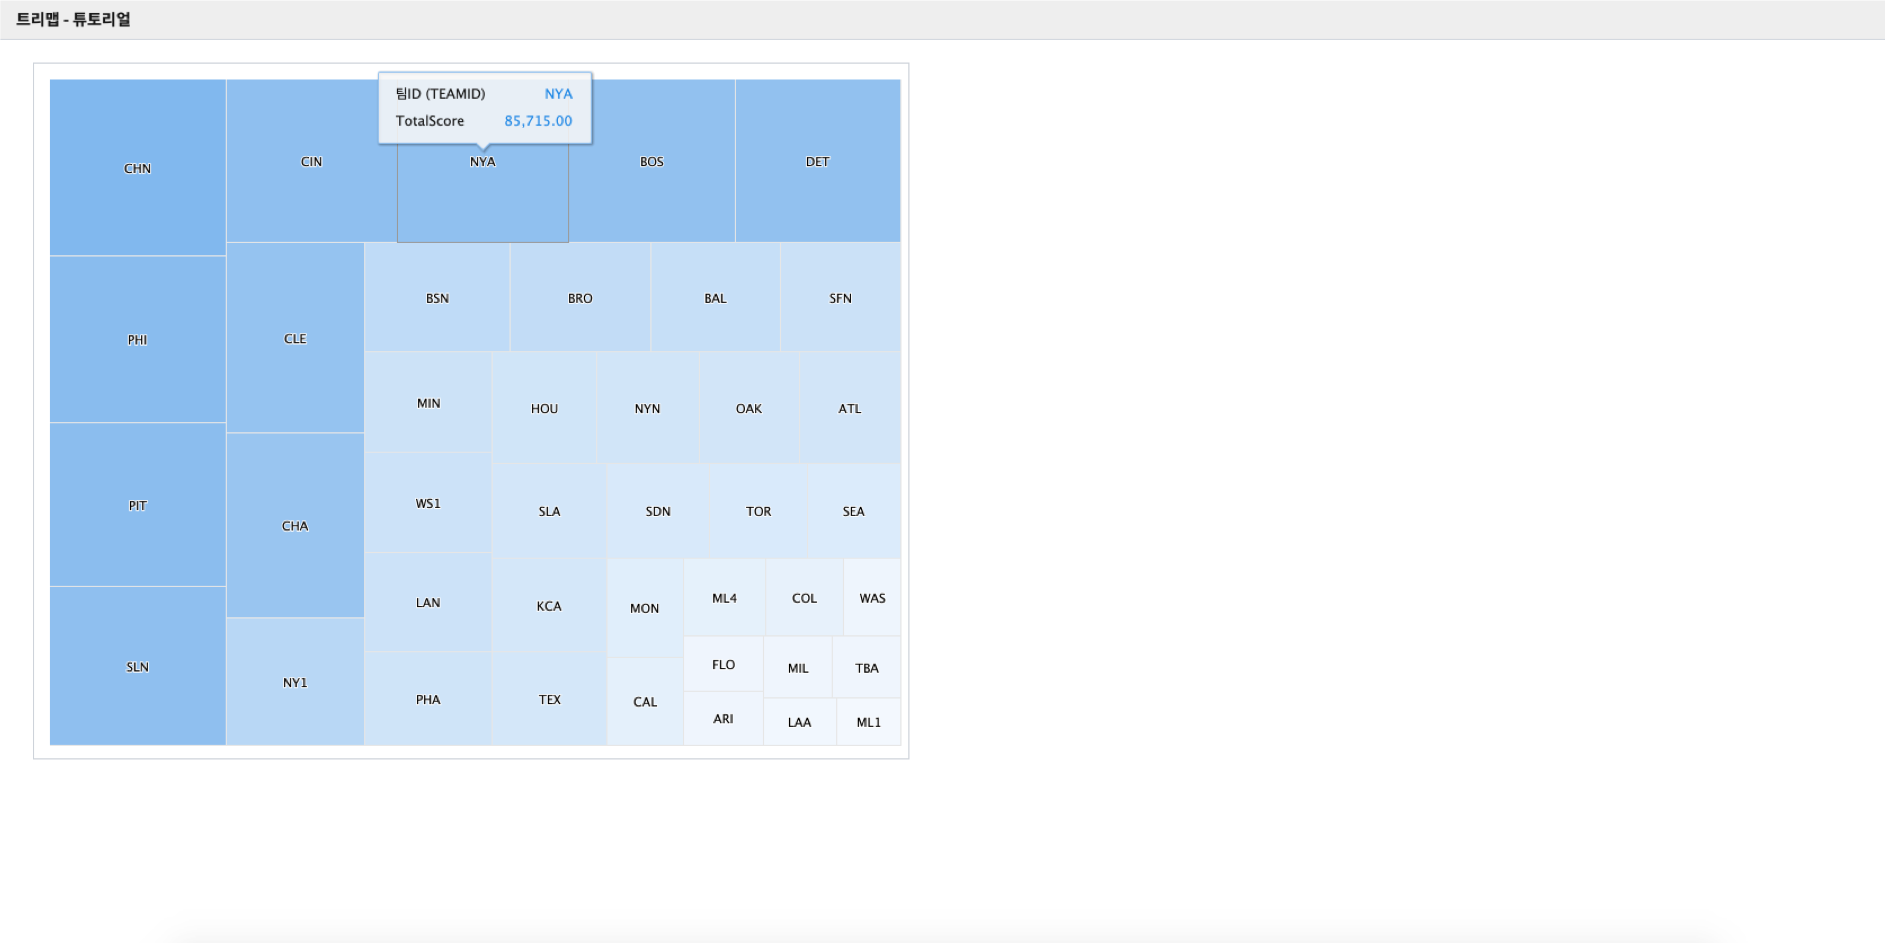 트리맵 - 튜토리얼
팀ID (TEAMID) NYA
TotalScore 85,715.00
CHN
CIN
NYA
BOS
DET
PHI
CLE
BSN
BRO
BAL
SFN
MIN
HOU
NYN
OAK
ATL
PIT
CHA
WS1
SLA
SDN
TOR
SEA
LAN
KCA
MON
ML4
COL
WAS
SLN
NY1
PHA
TEX
CAL
FLO
MIL
TBA
ARI
LAA
ML1